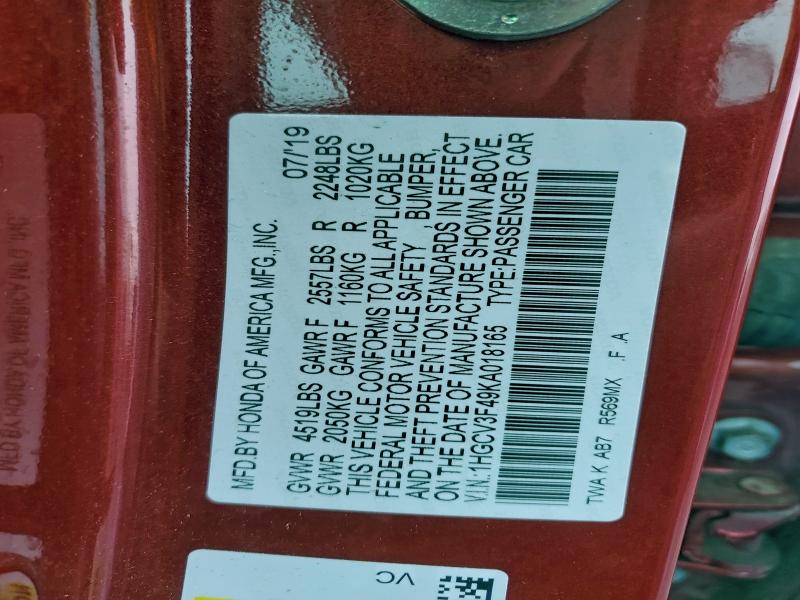 MFD.BY HONDA OF AMERICA MFG.,INC. 07/'19
GVWR 4519LBS GAWR F 2557LBS R 2248LBS
GVWR 2050KG GAWR F 1160KG R 1020KG
THIS VEHICLE CONFORMS TO ALL APPLICABLE
FEDERAL MOTOR VEHICLE SAFETY , BUMPER,
AND THEFT PREVENTION STANDARDS IN EFFECT
ON THE DATE OF MANUFACTURE SHOWN ABOVE.
V.I.N.:1HGCV3F49KA018165 TYPE:PASSENGER CAR
TWA K AB7 R569MX .F .A
VC